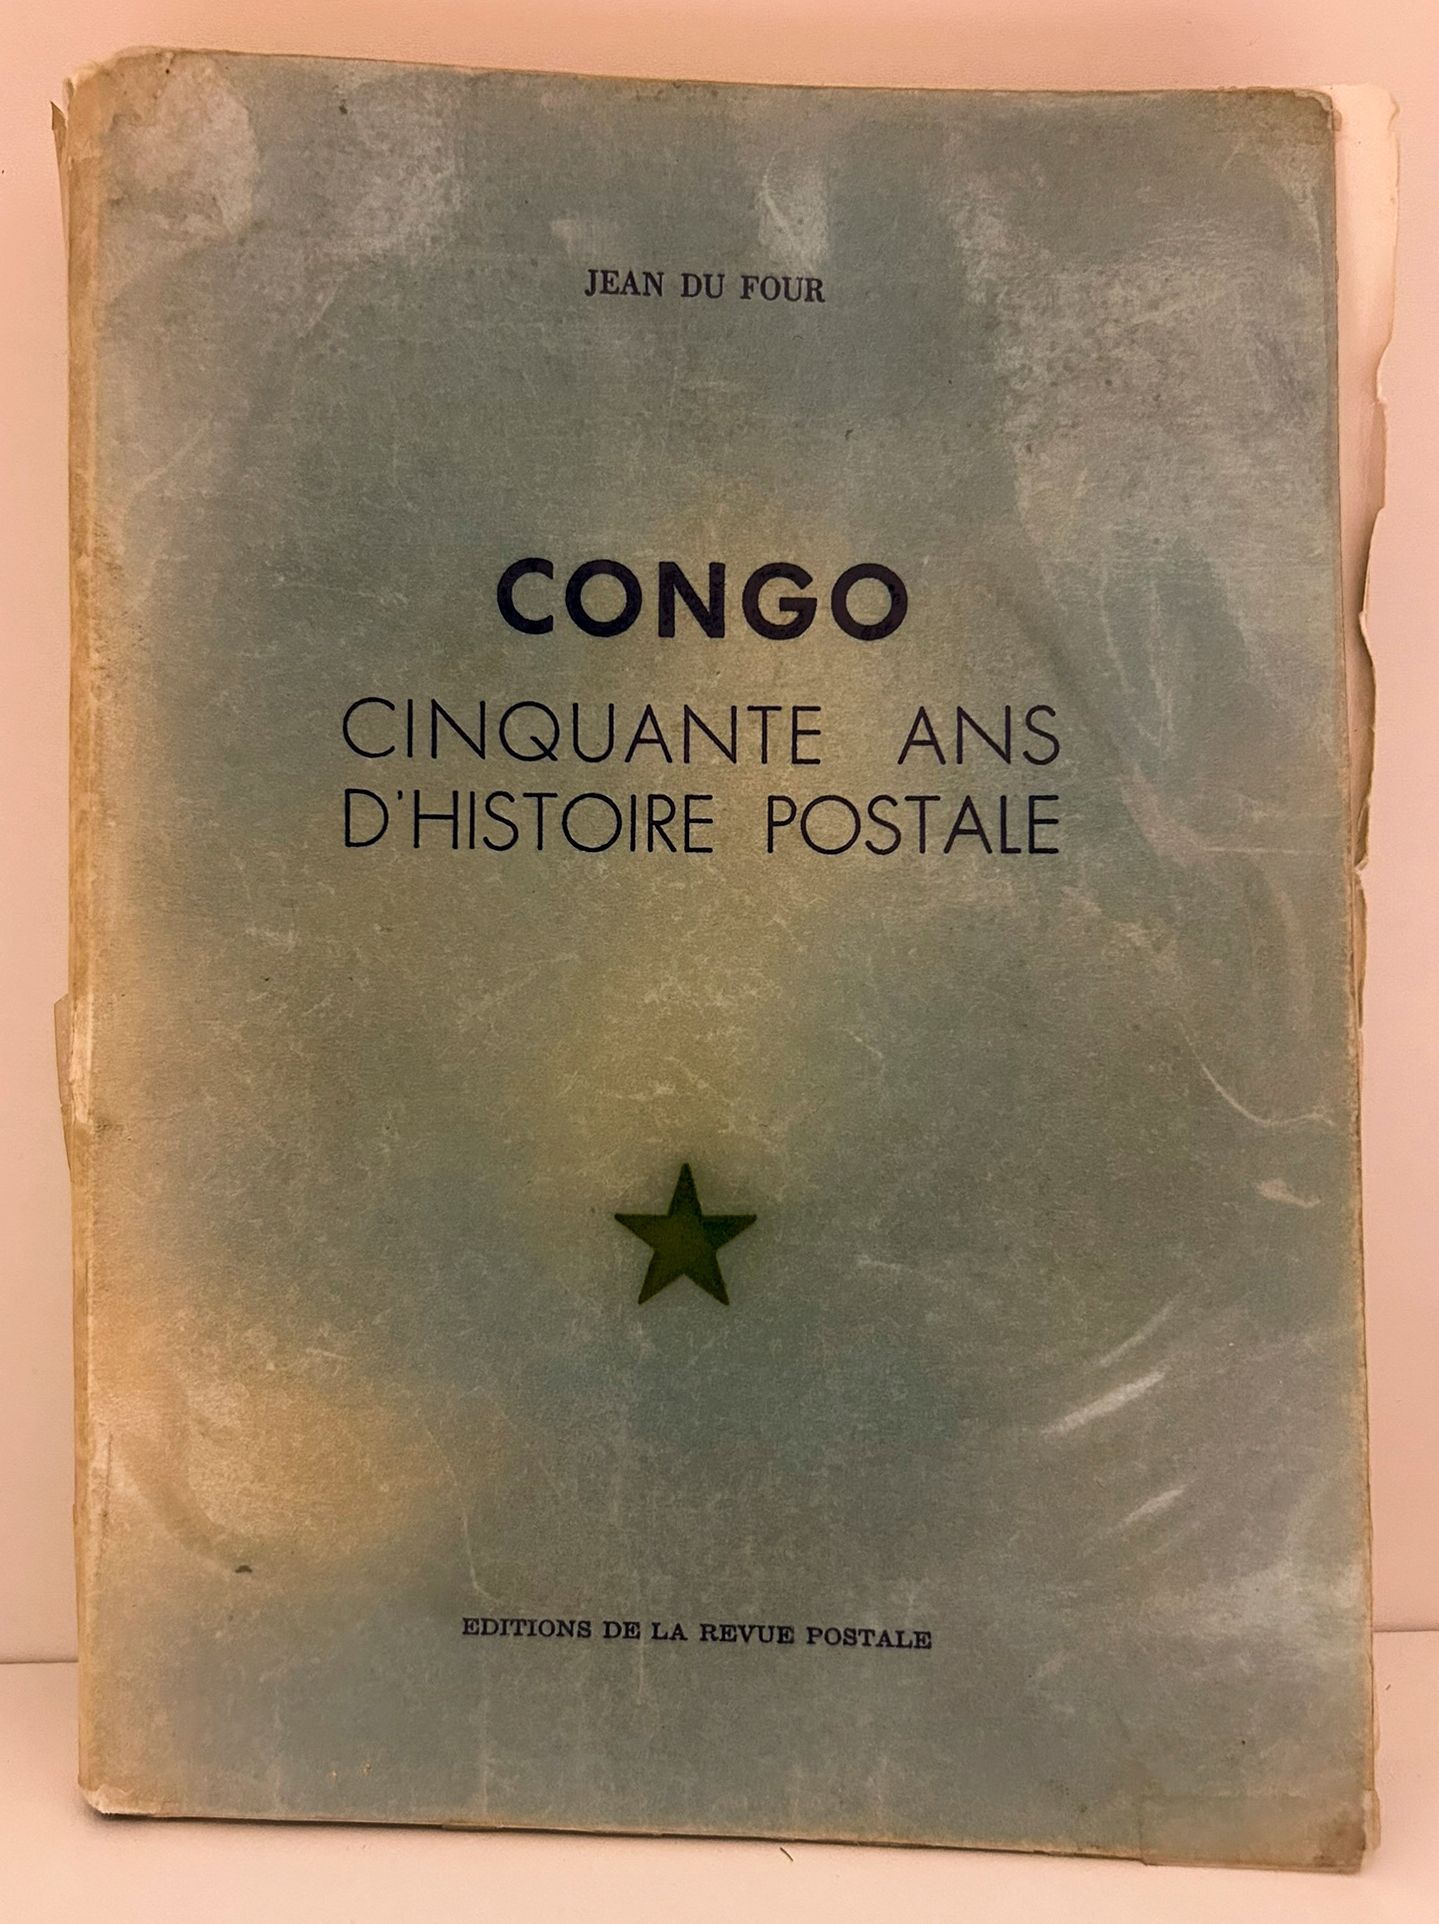 JEAN DU FOUR
CONGO
CINQUANTE ANS
D'HISTOIRE POSTALE
EDITIONS DE LA REVUE POSTALE